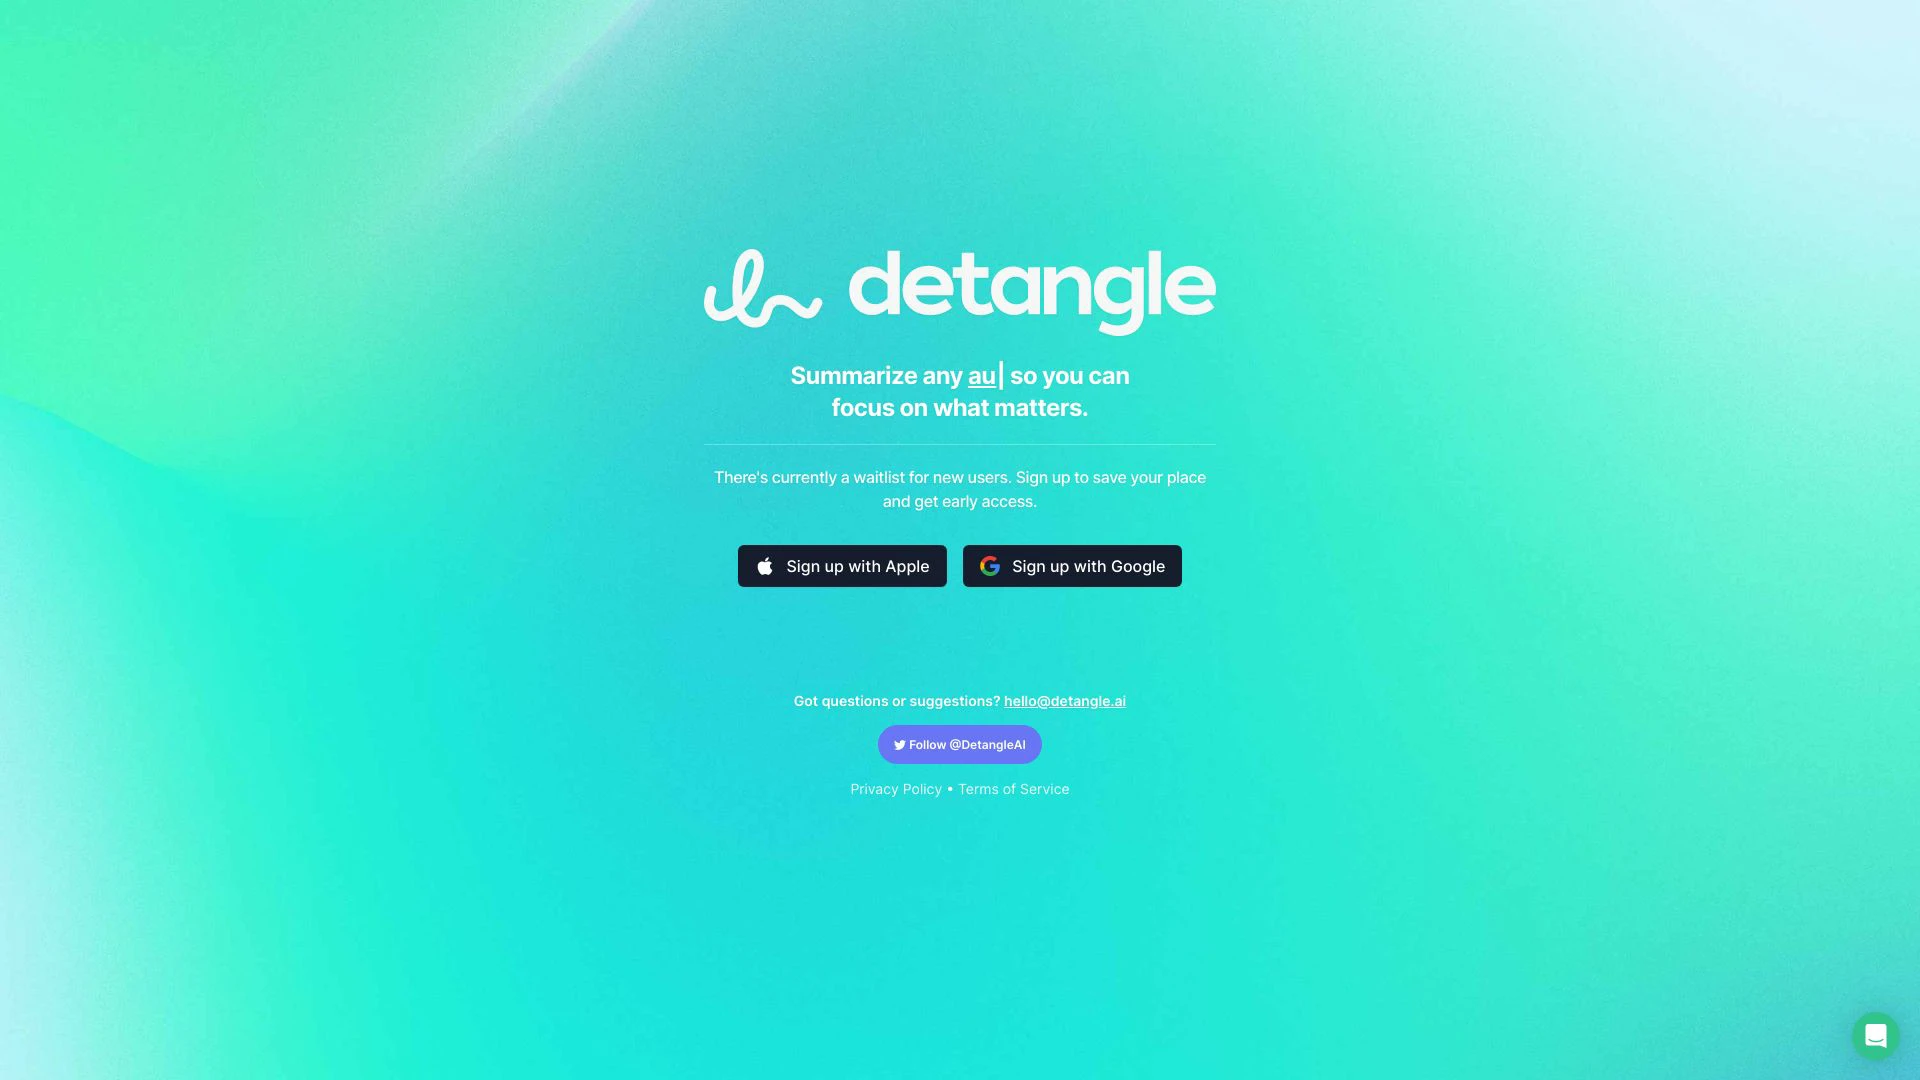 detangle
Summarize any au| so you can
focus on what matters.
There's currently a waitlist for new users. Sign up to save your place
and get early access.
Sign up with Apple
Sign up with Google
Got questions or suggestions? hello@detangle.ai
Follow @DetangleAI
Privacy Policy • Terms of Service